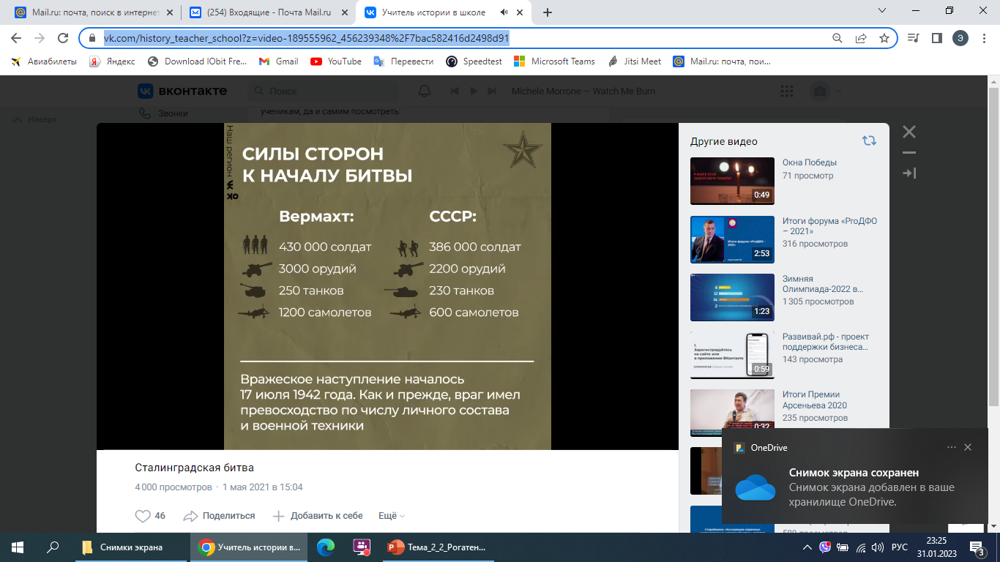 Mail.ru: почта, поиск в интернет
(254) Входящие - Почта Mail.ru
Учитель истории в школе
vk.com/history_teacher_school?z=video-189555962_456239348%2F7bac582416d2498d91
Э
Авиабилеты
Яндекс
Download IObit Fre...
Gmail
YouTube
Перевести
Speedtest
Microsoft Teams
Jitsi Meet
Mail.ru: почта, пои...
вконтакте
Поиск
Michele Morrone — Watch Me Burn
Наверх
Звонки
ученикам, да и самим посмотреть:
Наш регион
СИЛЫ СТОРОН
К НАЧАЛУ БИТВЫ
Вермахт:
СССР:
430 000 солдат
386 000 солдат
3000 орудий
2200 орудий
250 танков
230 танков
1200 самолетов
600 самолетов
Вражеское наступление началось
17 июля 1942 года. Как и прежде, враг имел
превосходство по числу личного состава
и военной техники
Сталинградская битва
4 000 просмотров · 1 мая 2021 в 15:04
46
Поделиться
Добавить к себе
Ещё
Другие видео
Окна Победы
71 просмотр
0:49
Итоги форума «ProДФО
– 2021»
316 просмотров
2:53
Зимняя
Олимпиада-2022 в...
1 305 просмотров
1:23
Развивай.рф - проект
поддержки бизнеса...
143 просмотра
0:59
Итоги Премии
Арсеньева 2020
235 просмотров
0:32
OneDrive
Снимок экрана сохранен
Снимок экрана добавлен в ваше
хранилище OneDrive.
Снимки экрана
Учитель истории в...
Тема_2_2_Рогатен...
РУС
23:25
31.01.2023
3